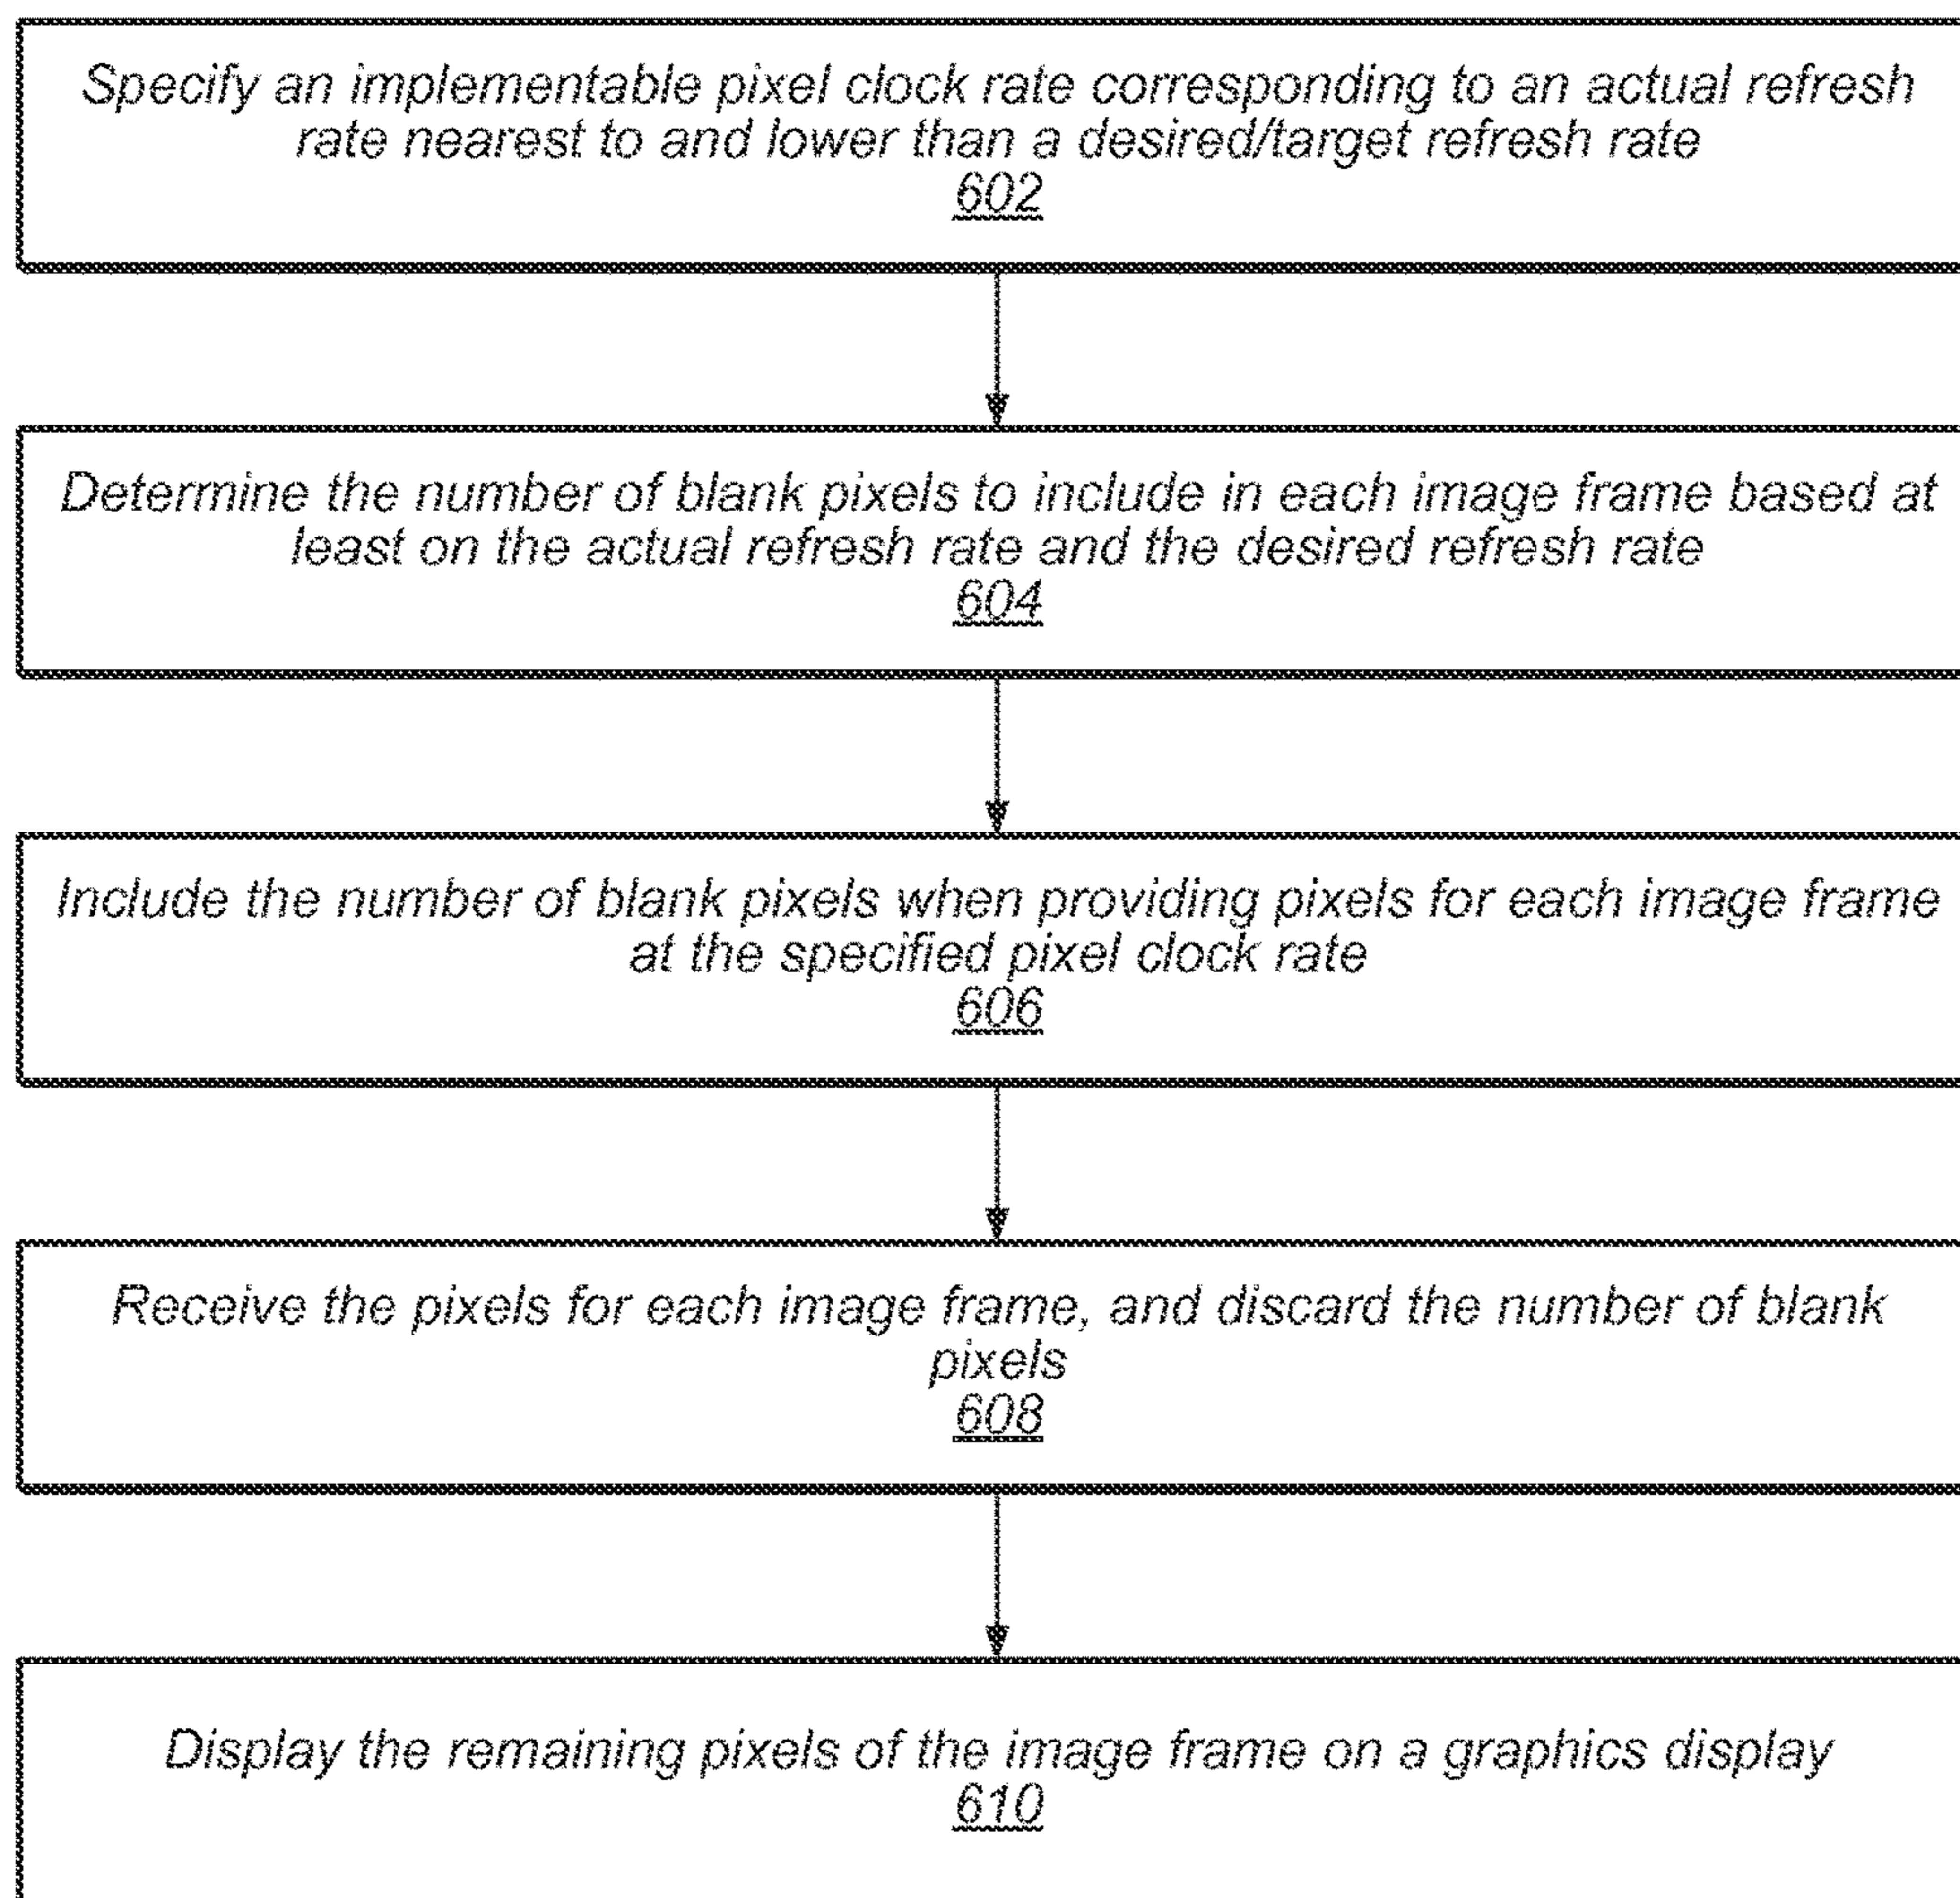 Specify an implementable pixel clock rate corresponding to an actual refresh
rate nearest to and lower than a desired/target refresh rate
602
Determine the number of blank pixels to include in each image frame based at
least on the actual refresh rate and the desired refresh rate
604
Include the number of blank pixels when providing pixels for each image frame
at the specified pixel clock rate
606
Receive the pixels for each image frame, and discard the number of blank
pixels
608
Display the remaining pixels of the image frame on a graphics display
610